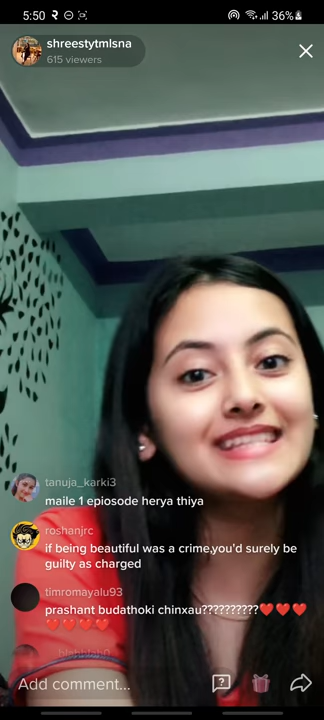 5:50
36%
shreestytmlsna
615 viewers
tanuja_karki3
maile 1 epiosode herya thiya
roshanjrc
if being beautiful was a crime,you'd surely be
guilty as charged
timromayalu93
prashant budathoki chinxau??????????❤️❤️❤️
❤️❤️❤️❤️
Add comment...